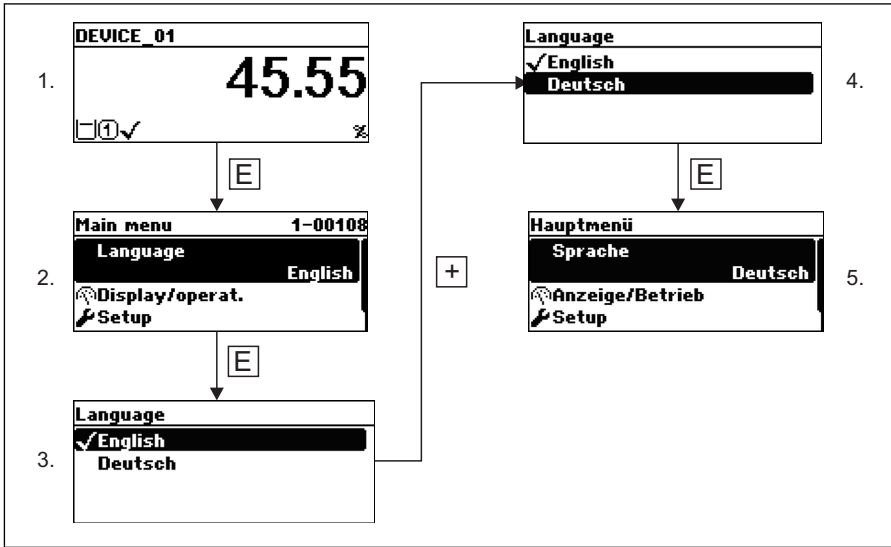 1.
DEVICE_01
45.55
①✓ %
E
2.
Main menu 1-00108
Language
English
Display/operat.
Setup
E
3.
Language
✓English
Deutsch
+
4.
Language
✓English
Deutsch
E
5.
Hauptmenü
Sprache
Deutsch
Anzeige/Betrieb
Setup